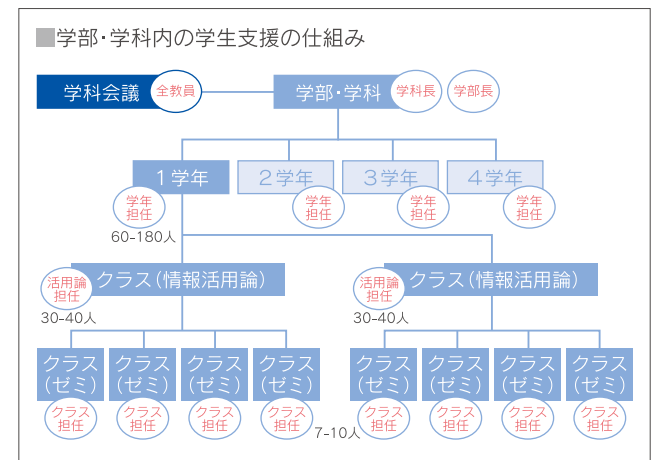 ■学部・学科内の学生支援の仕組み
学科会議 全教員 学部・学科 学科長 学部長
1学年 2学年 3学年 4学年
学年 学年 学年 学年
担任 担任 担任 担任
60-180人
活用論 クラス(情報活用論) 活用論 クラス(情報活用論)
担任 担任
30-40人 30-40人
クラス クラス クラス クラス クラス クラス クラス クラス
(ゼミ) (ゼミ) (ゼミ) (ゼミ) (ゼミ) (ゼミ) (ゼミ) (ゼミ)
クラス クラス クラス クラス クラス クラス クラス クラス
担任 担任 担任 担任 担任 担任 担任 担任
7-10人